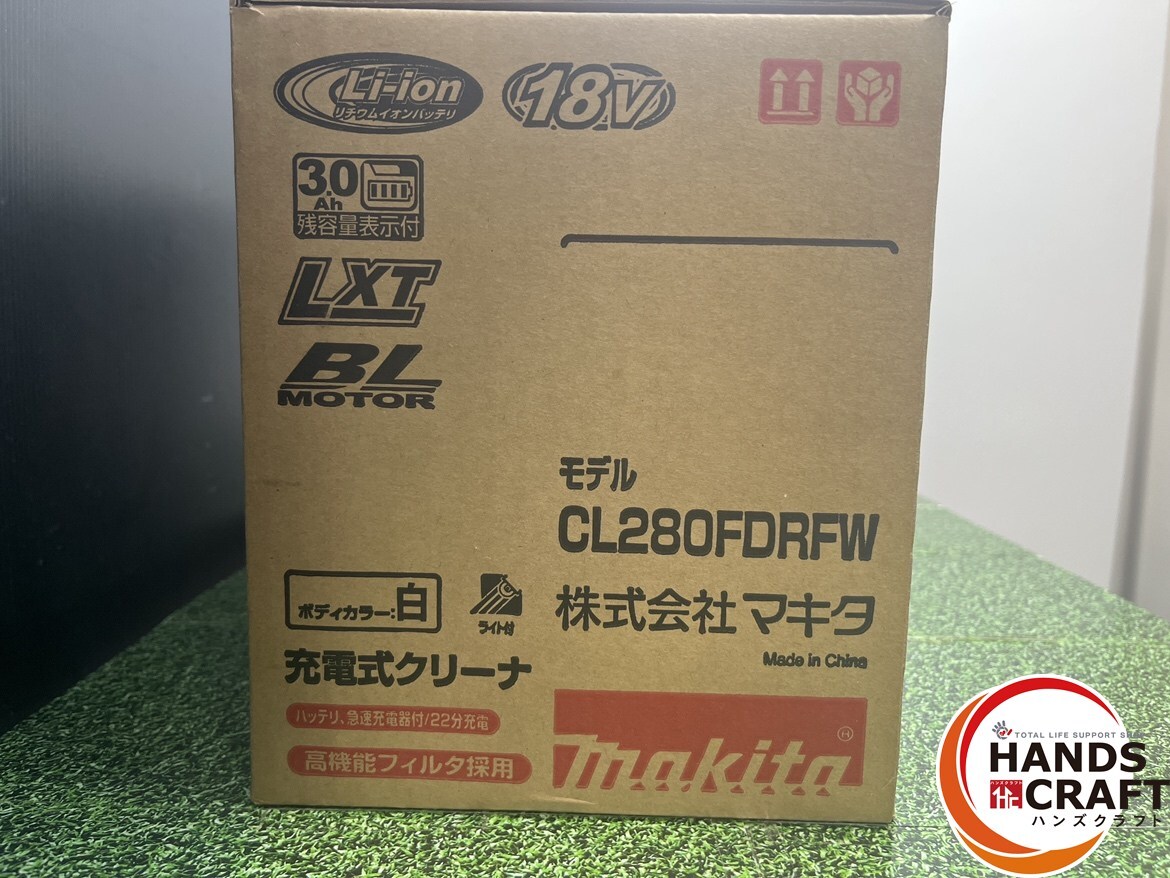 Li-ion
リチウムイオンバッテリ
18V
3.0
Ah
残容量表示付
LXT
BL
MOTOR
モデル
CL280FDRFW
ボディカラー:白
ライト付
株式会社マキタ
Made in China
充電式クリーナ
バッテリ、急速充電器付/22分充電
高機能フィルタ採用
makita
TOTAL LIFE SUPPORT
HANDS
CRAFT
ハンズクラフト